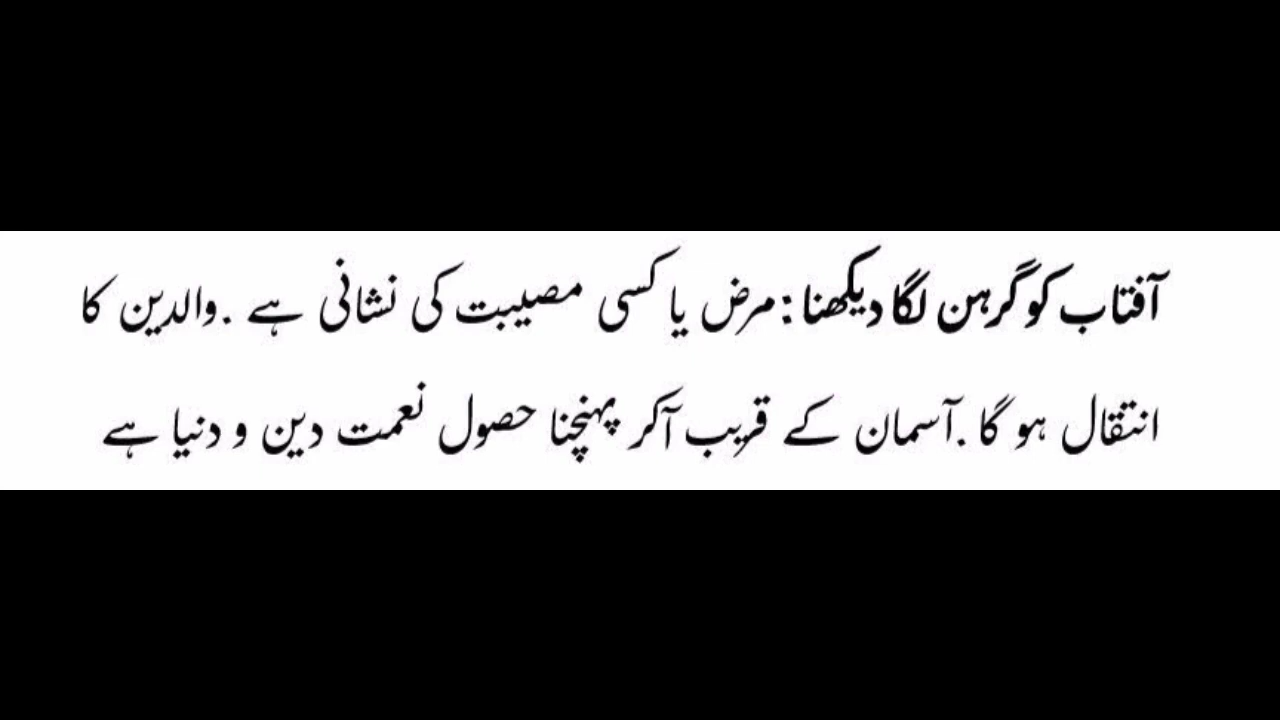 آفتاب کو گرہن لگا دیکھنا : مرض یا کسی مصیبت کی نشانی ہے .والدین کا
انتقال ہو گا .آسمان کے قریب آکر پہنچنا حصول نعمت دین و دنیا ہے